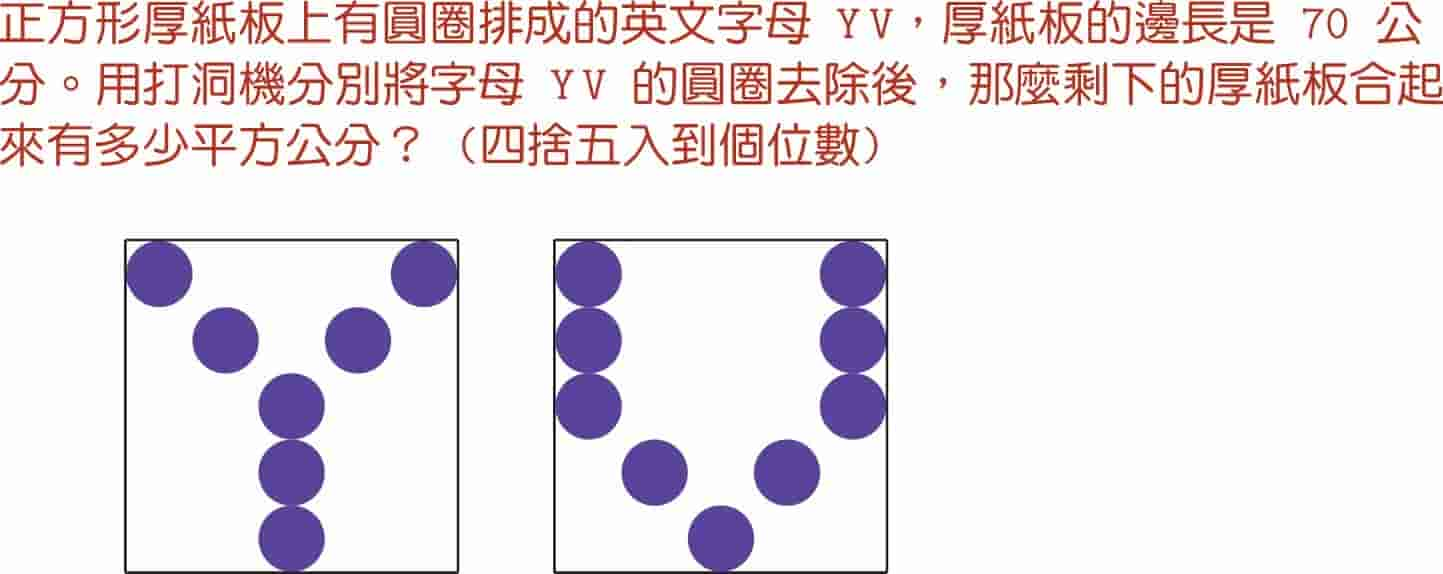 正方形厚紙板上有圓圈排成的英文字母 YV，厚紙板的邊長是 70 公
分。用打洞機分別將字母 YV 的圓圈去除後，那麼剩下的厚紙板合起
來有多少平方公分？（四捨五入到個位數）